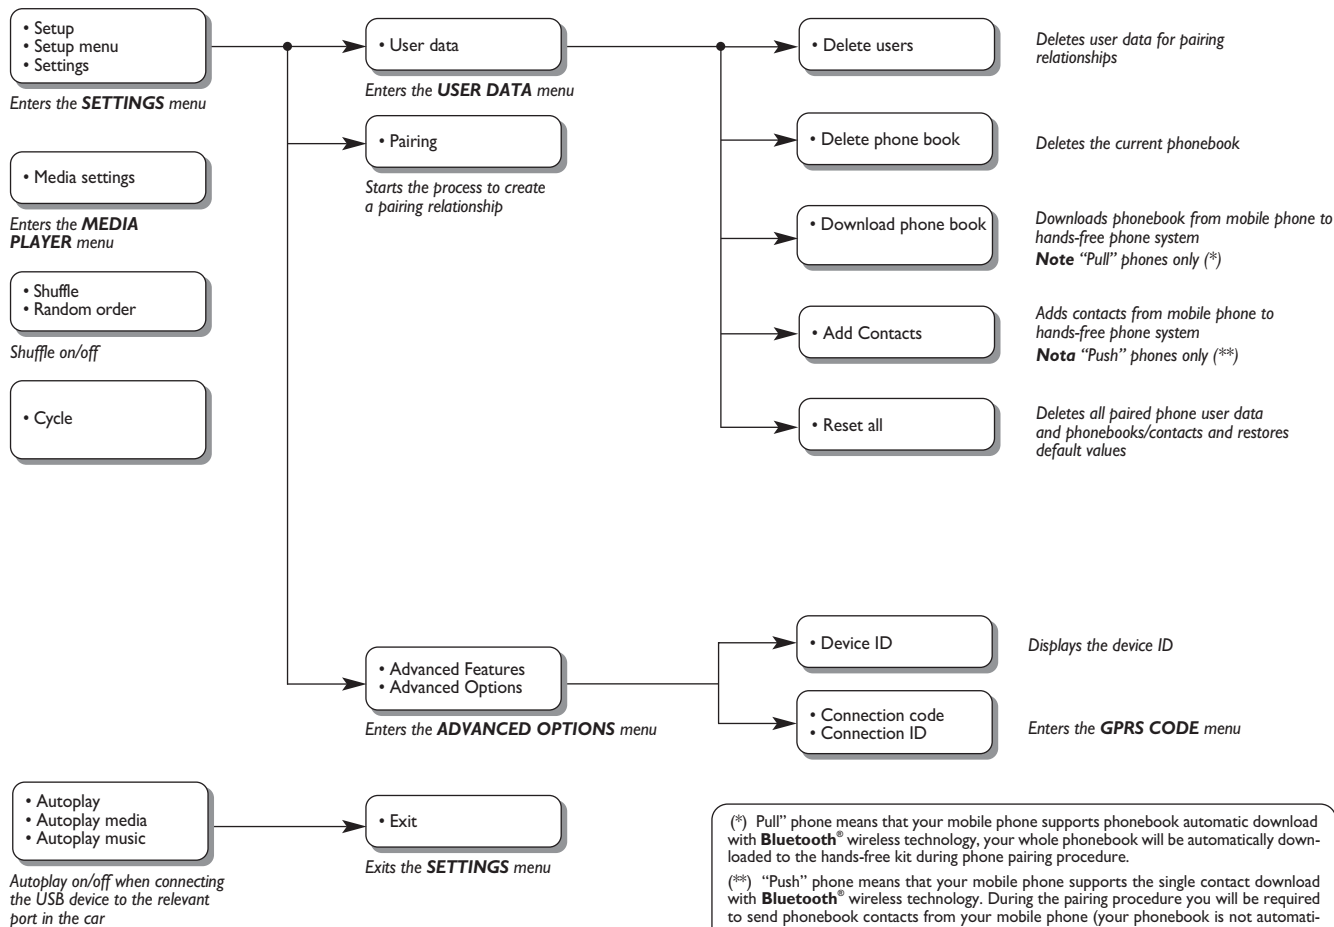 • Setup
• Setup menu
• Settings
Enters the SETTINGS menu
• Media settings
Enters the MEDIA
PLAYER menu
• Shuffle
• Random order
Shuffle on/off
• Cycle
• User data
Enters the USER DATA menu
• Pairing
Starts the process to create
a pairing relationship
• Delete users
Deletes user data for pairing
relationships
• Delete phone book
Deletes the current phonebook
• Download phone book
Downloads phonebook from mobile phone to
hands-free phone system
Note “Pull” phones only (*)
• Add Contacts
Adds contacts from mobile phone to
hands-free phone system
Nota “Push” phones only (**)
• Reset all
Deletes all paired phone user data
and phonebooks/contacts and restores
default values
• Advanced Features
• Advanced Options
Enters the ADVANCED OPTIONS menu
• Device ID
Displays the device ID
• Connection code
• Connection ID
Enters the GPRS CODE menu
• Autoplay
• Autoplay media
• Autoplay music
Autoplay on/off when connecting
the USB device to the relevant
port in the car
• Exit
Exits the SETTINGS menu
(*) Pull” phone means that your mobile phone supports phonebook automatic download
with Bluetooth® wireless technology, your whole phonebook will be automatically down-
loaded to the hands-free kit during phone pairing procedure.
(**) “Push” phone means that your mobile phone supports the single contact download
with Bluetooth® wireless technology. During the pairing procedure you will be required
to send phonebook contacts from your mobile phone (your phonebook is not automati-